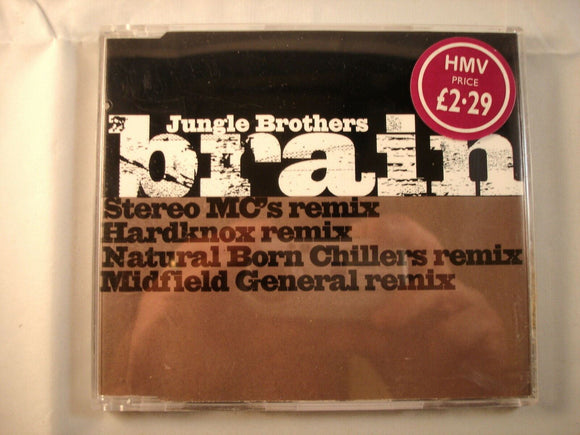 HMV
PRICE
£2·29
Jungle Brothers
brain
Stereo MC's remix
Hardknox remix
Natural Born Chillers remix
Midfield General remix